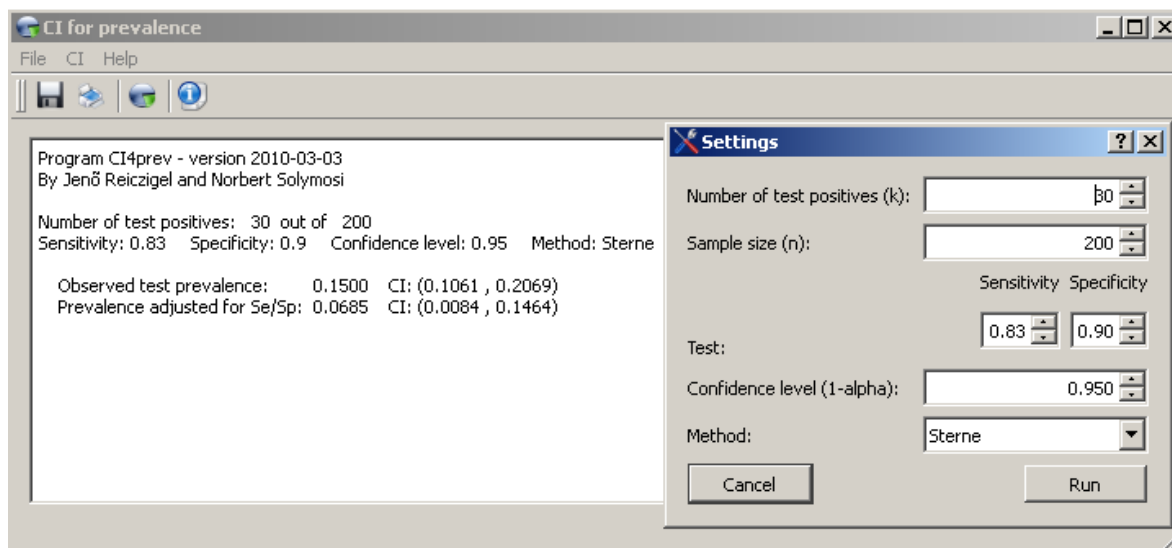 CI for prevalence
File CI Help
Program CI4prev - version 2010-03-03
By Jenő Reiczigel and Norbert Solymosi
Number of test positives: 30 out of 200
Sensitivity: 0.83 Specificity: 0.9 Confidence level: 0.95 Method: Sterne
Observed test prevalence: 0.1500 CI: (0.1061 , 0.2069)
Prevalence adjusted for Se/Sp: 0.0685 CI: (0.0084 , 0.1464)
Settings
Number of test positives (k): 30
Sample size (n): 200
Sensitivity Specificity
Test: 0.83 0.90
Confidence level (1-alpha): 0.950
Method: Sterne
Cancel Run